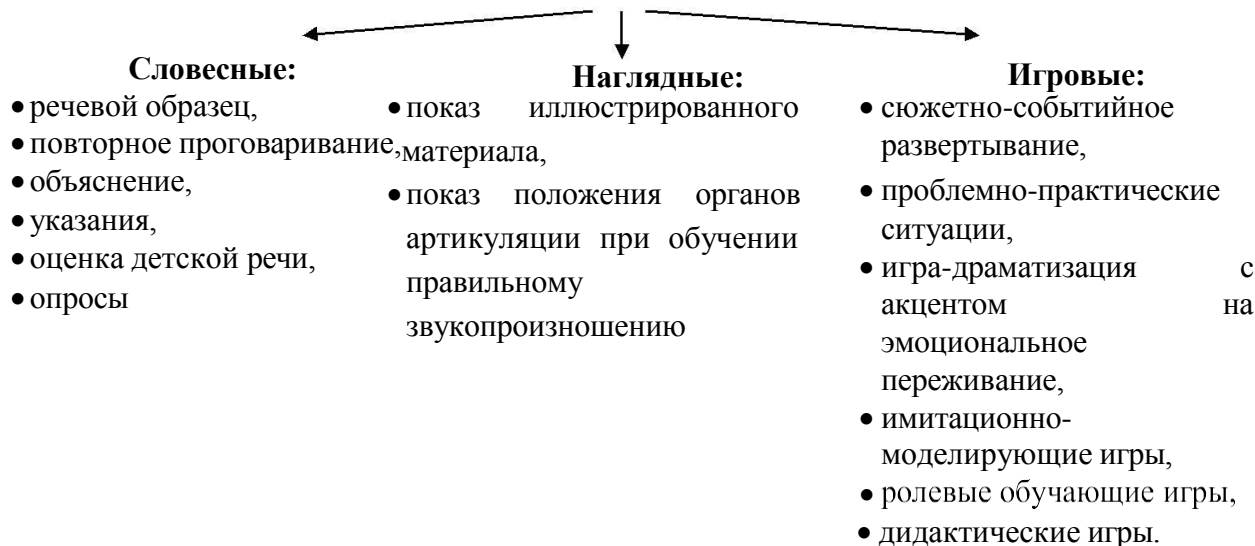 Словесные:
• речевой образец,
• повторное проговаривание,
• объяснение,
• указания,
• оценка детской речи,
• опросы
Наглядные:
• показ иллюстрированного
материала,
• показ положения органов
артикуляции при обучении
правильному
звукопроизношению
Игровые:
• сюжетно-событийное
развертывание,
• проблемно-практические
ситуации,
• игра-драматизация с
акцентом на
эмоциональное
переживание,
• имитационно-
моделирующие игры,
• ролевые обучающие игры,
• дидактические игры.